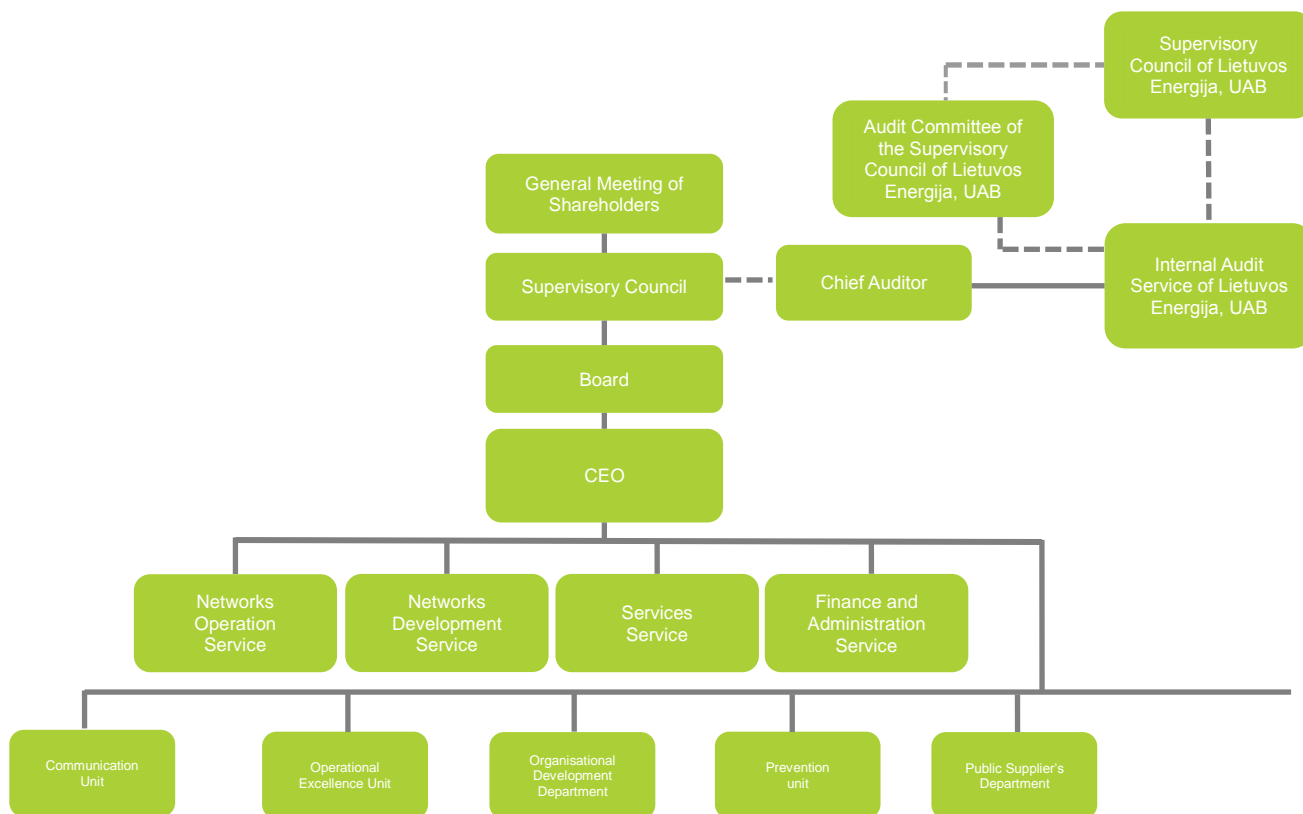 Supervisory
Council of Lietuvos
Energija, UAB
Audit Committee of
the Supervisory
Council of Lietuvos
Energija, UAB
General Meeting of
Shareholders
Supervisory Council
Chief Auditor
Internal Audit
Service of Lietuvos
Energija, UAB
Board
CEO
Networks
Operation
Service
Networks
Development
Service
Services
Service
Finance and
Administration
Service
Communication
Unit
Operational
Excellence Unit
Organisational
Development
Department
Prevention
unit
Public Supplier's
Department